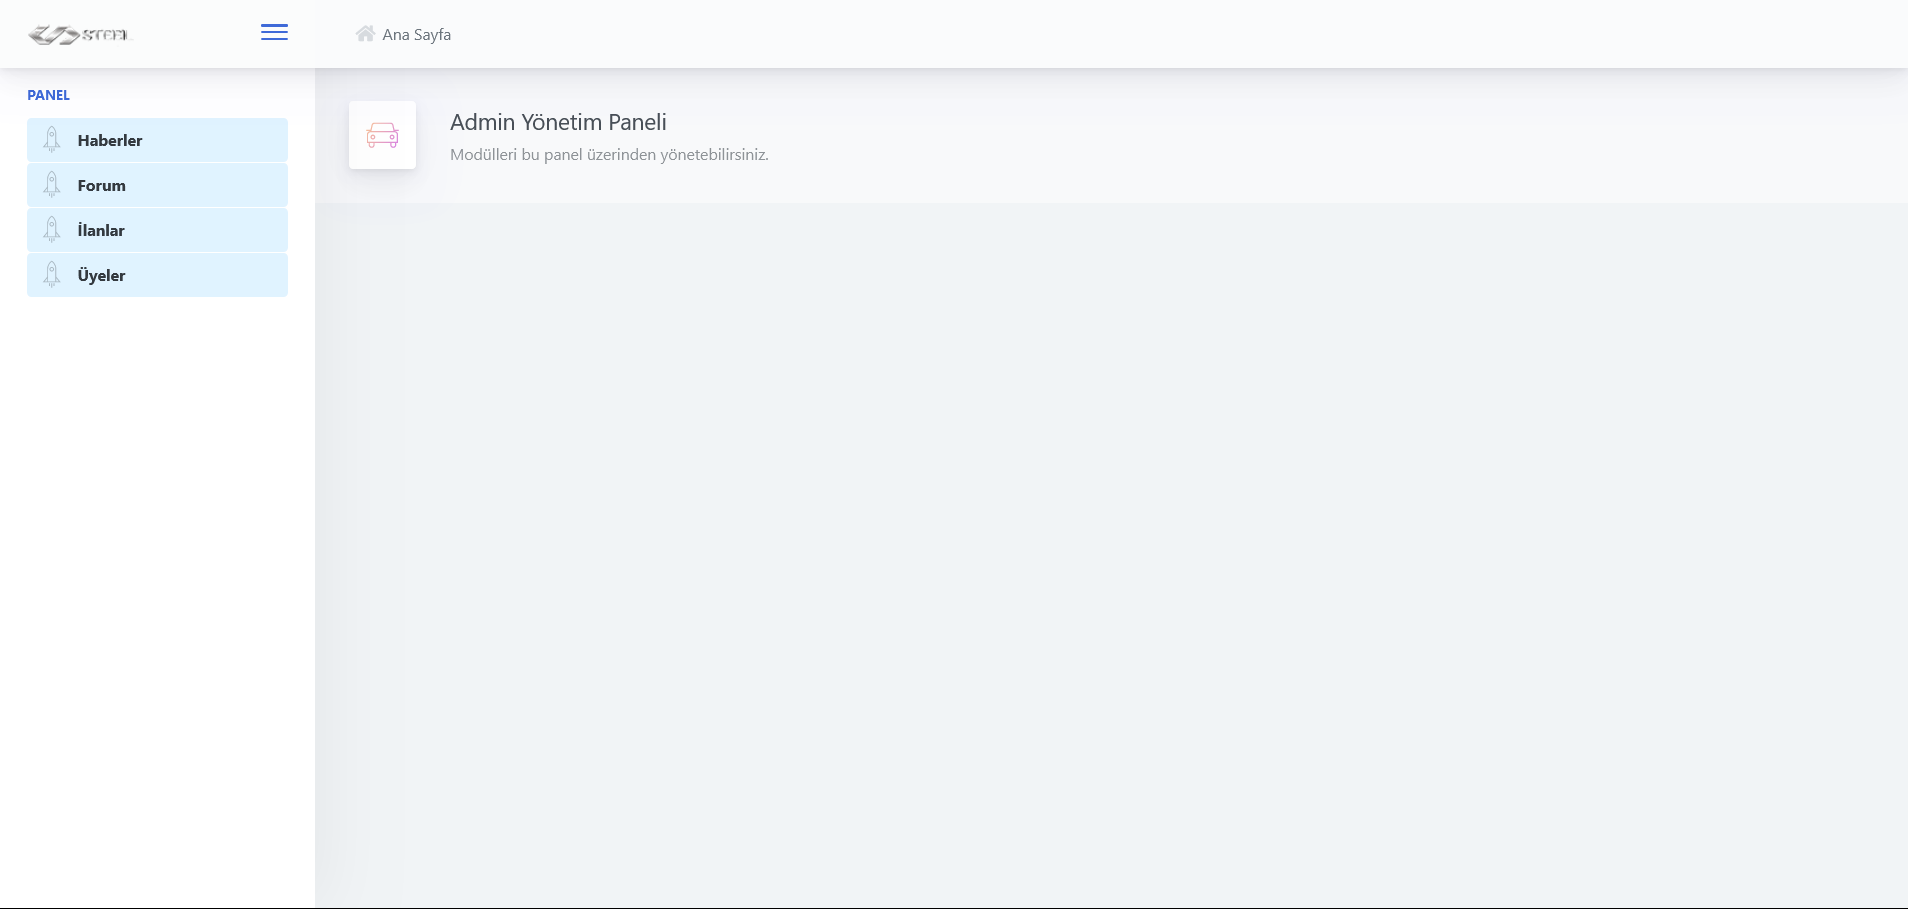 STEEL
Ana Sayfa
PANEL
Haberler
Forum
İlanlar
Üyeler
Admin Yönetim Paneli
Modülleri bu panel üzerinden yönetebilirsiniz.